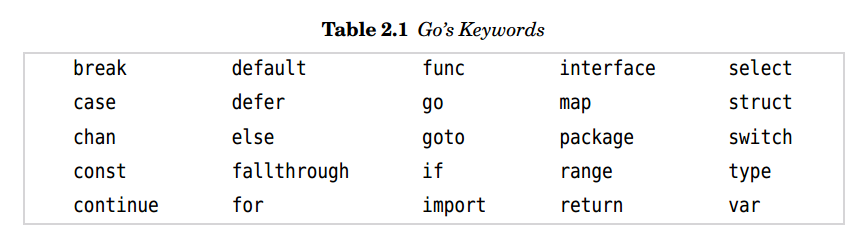 Table 2.1 Go’s Keywords
break default func interface select
case defer go map struct
chan else goto package switch
const fallthrough if range type
continue for import return var